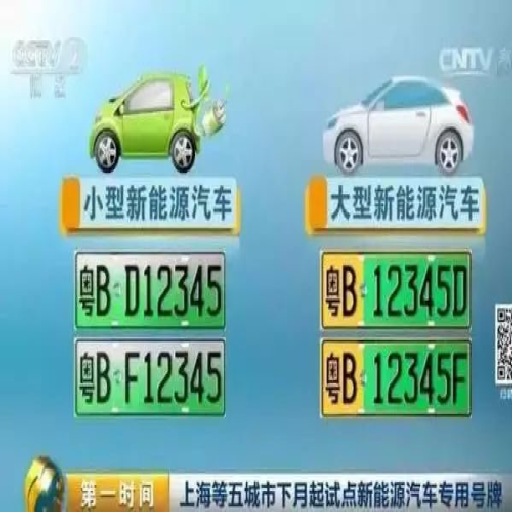 CCTV 2
CNTV
小型新能源汽车
大型新能源汽车
粤B D12345
粤B 12345D
粤B F12345
粤B 12345F
第一时间
上海等五城市下月起试点新能源汽车专用号牌